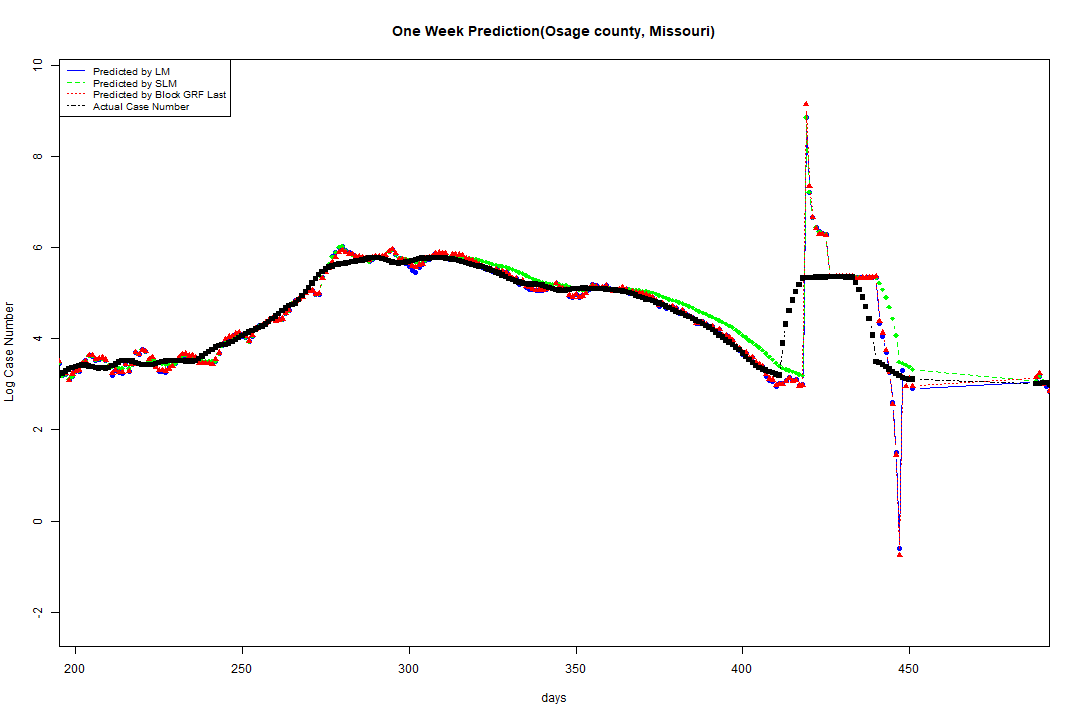 One Week Prediction(Osage county, Missouri)
Predicted by LM
Predicted by SLM
Predicted by Block GRF Last
Actual Case Number
Log Case Number
10
8
6
4
2
0
-2
200 250 300 350 400 450
days